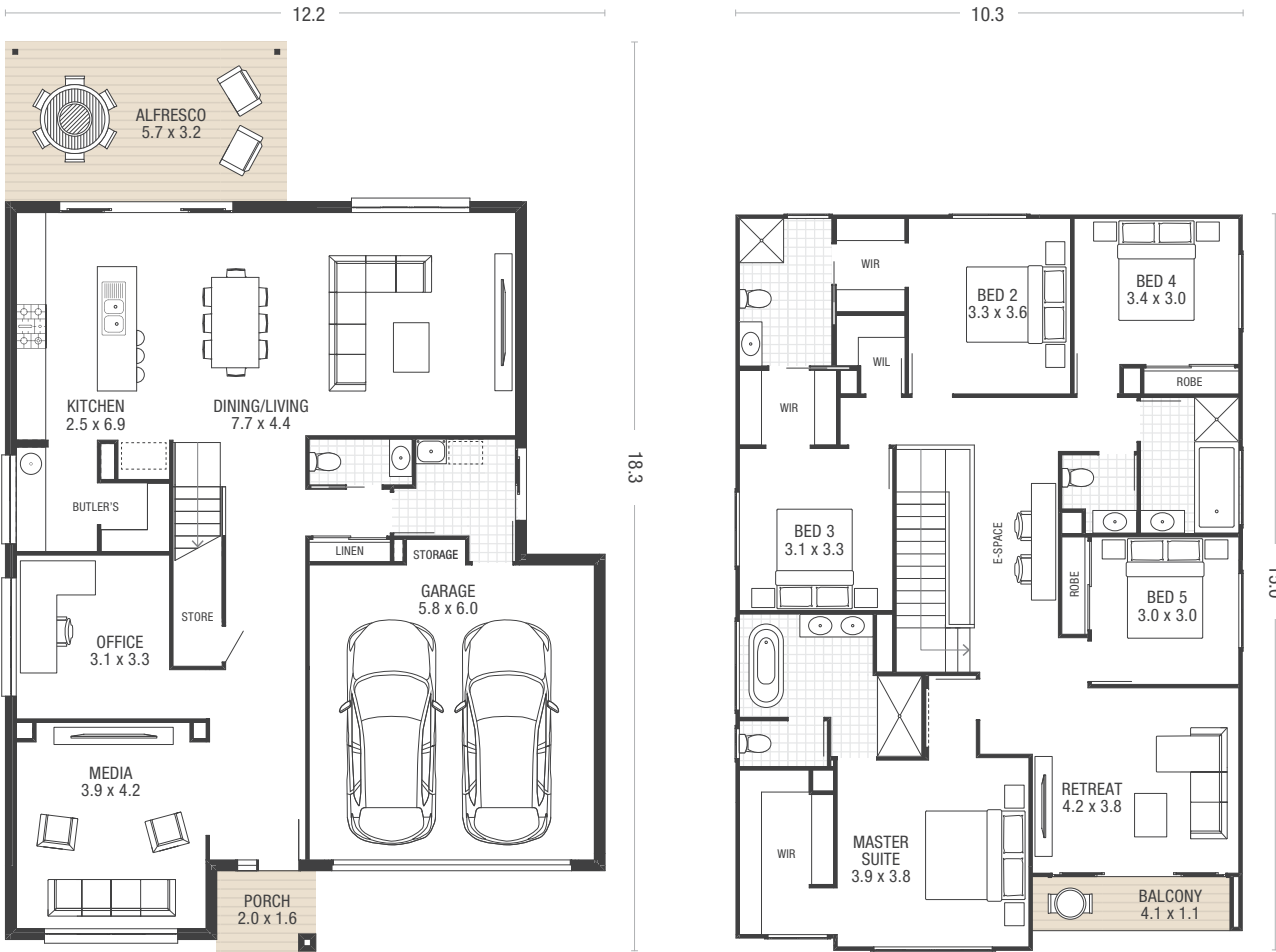 12.2
10.3
ALFRESCO
5.7 x 3.2
KITCHEN
2.5 x 6.9
DINING/LIVING
7.7 x 4.4
18.3
BUTLER'S
LINEN
STORAGE
GARAGE
5.8 x 6.0
STORE
OFFICE
3.1 x 3.3
MEDIA
3.9 x 4.2
PORCH
2.0 x 1.6
WIR
BED 2
3.3 x 3.6
BED 4
3.4 x 3.0
WIL
ROBE
WIR
BED 3
3.1 x 3.3
E-SPACE
ROBE
BED 5
3.0 x 3.0
RETREAT
4.2 x 3.8
WIR
MASTER
SUITE
3.9 x 3.8
BALCONY
4.1 x 1.1